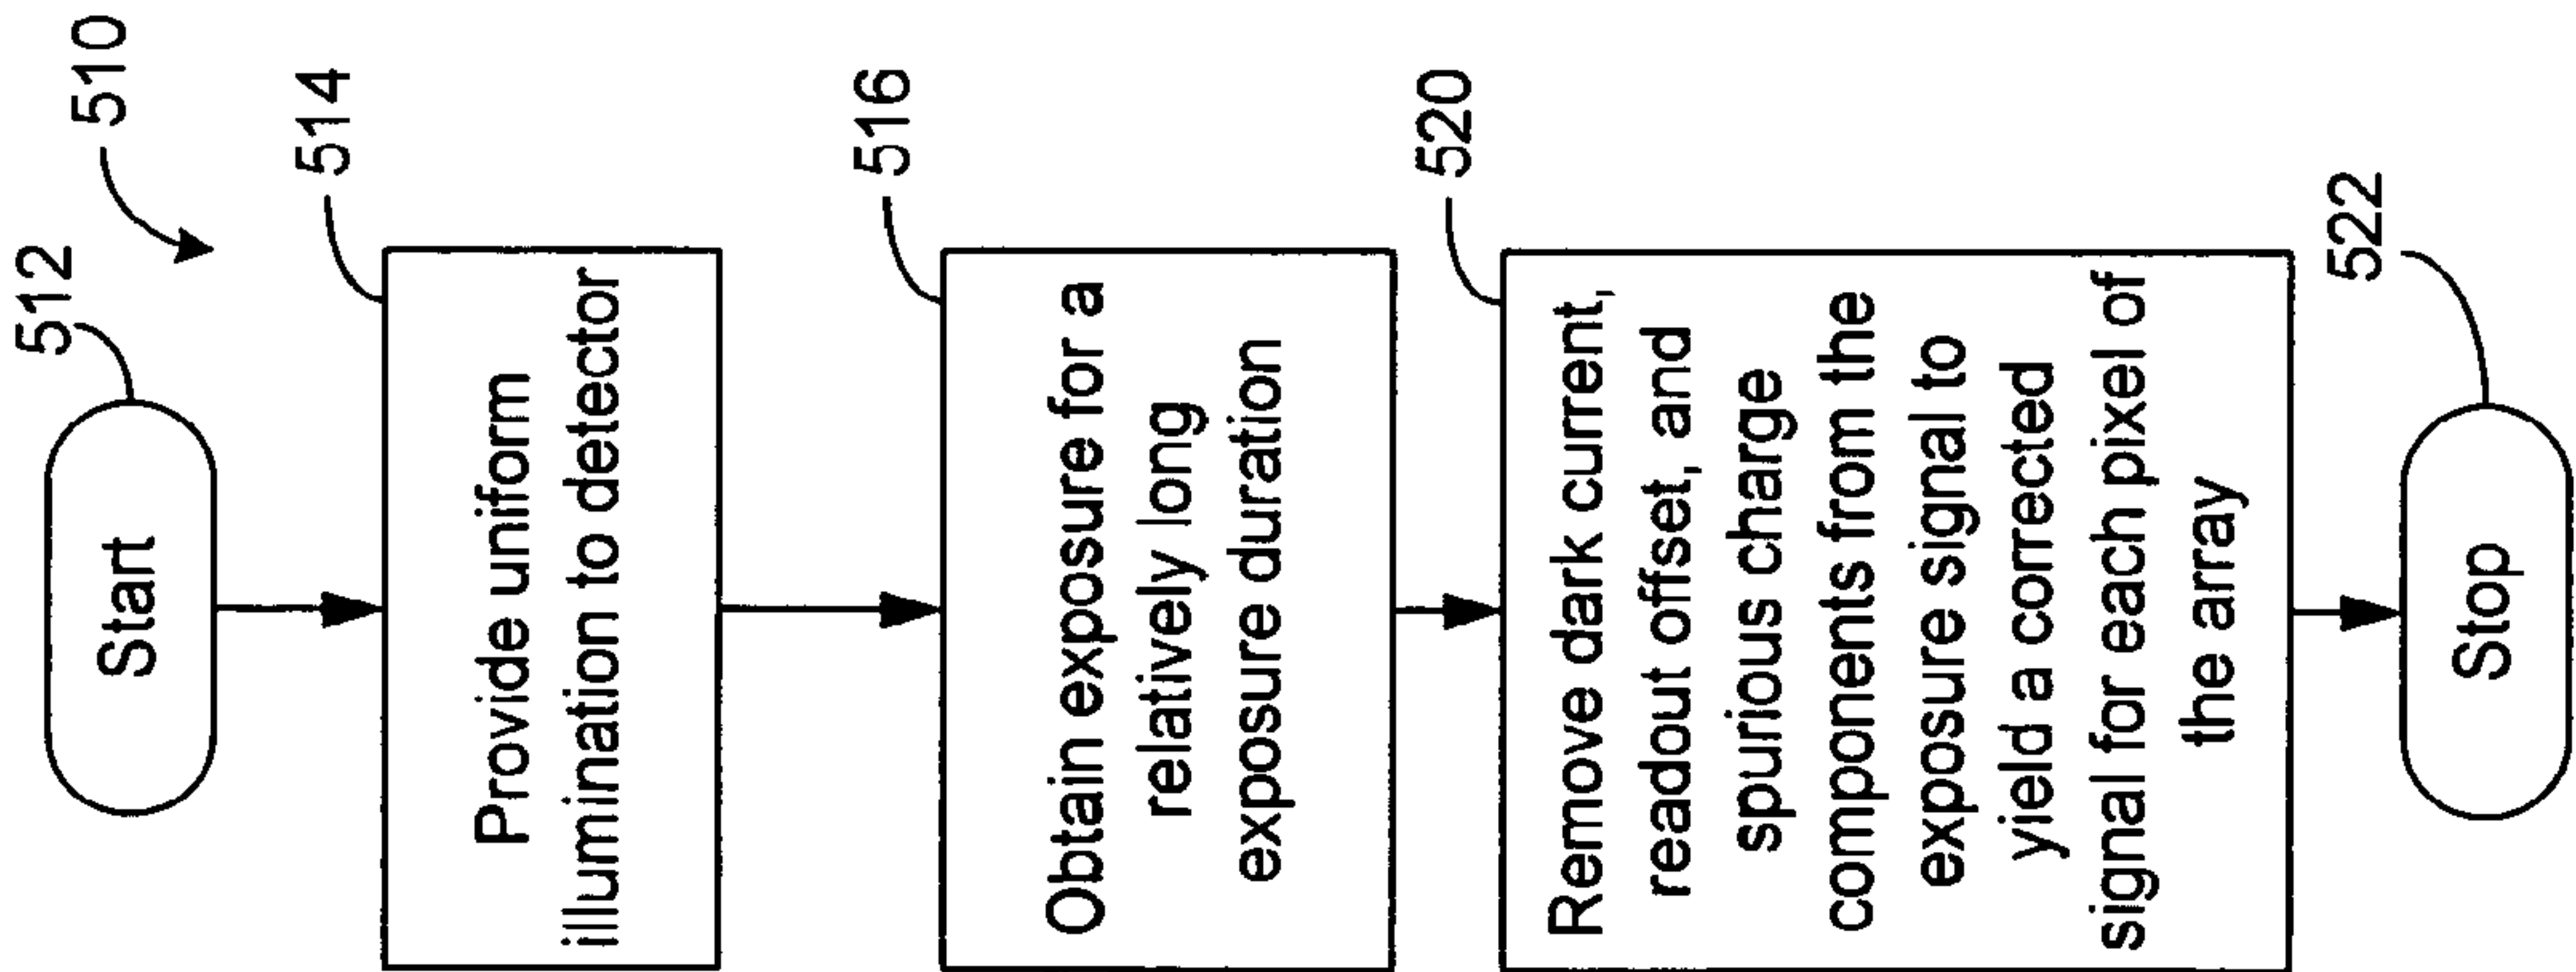 510
512
Start
514
Provide uniform
illumination to detector
516
Obtain exposure for a
relatively long
exposure duration
520
Remove dark current,
readout offset, and
spurious charge
components from the
exposure signal to
yield a corrected
signal for each pixel of
the array
522
Stop